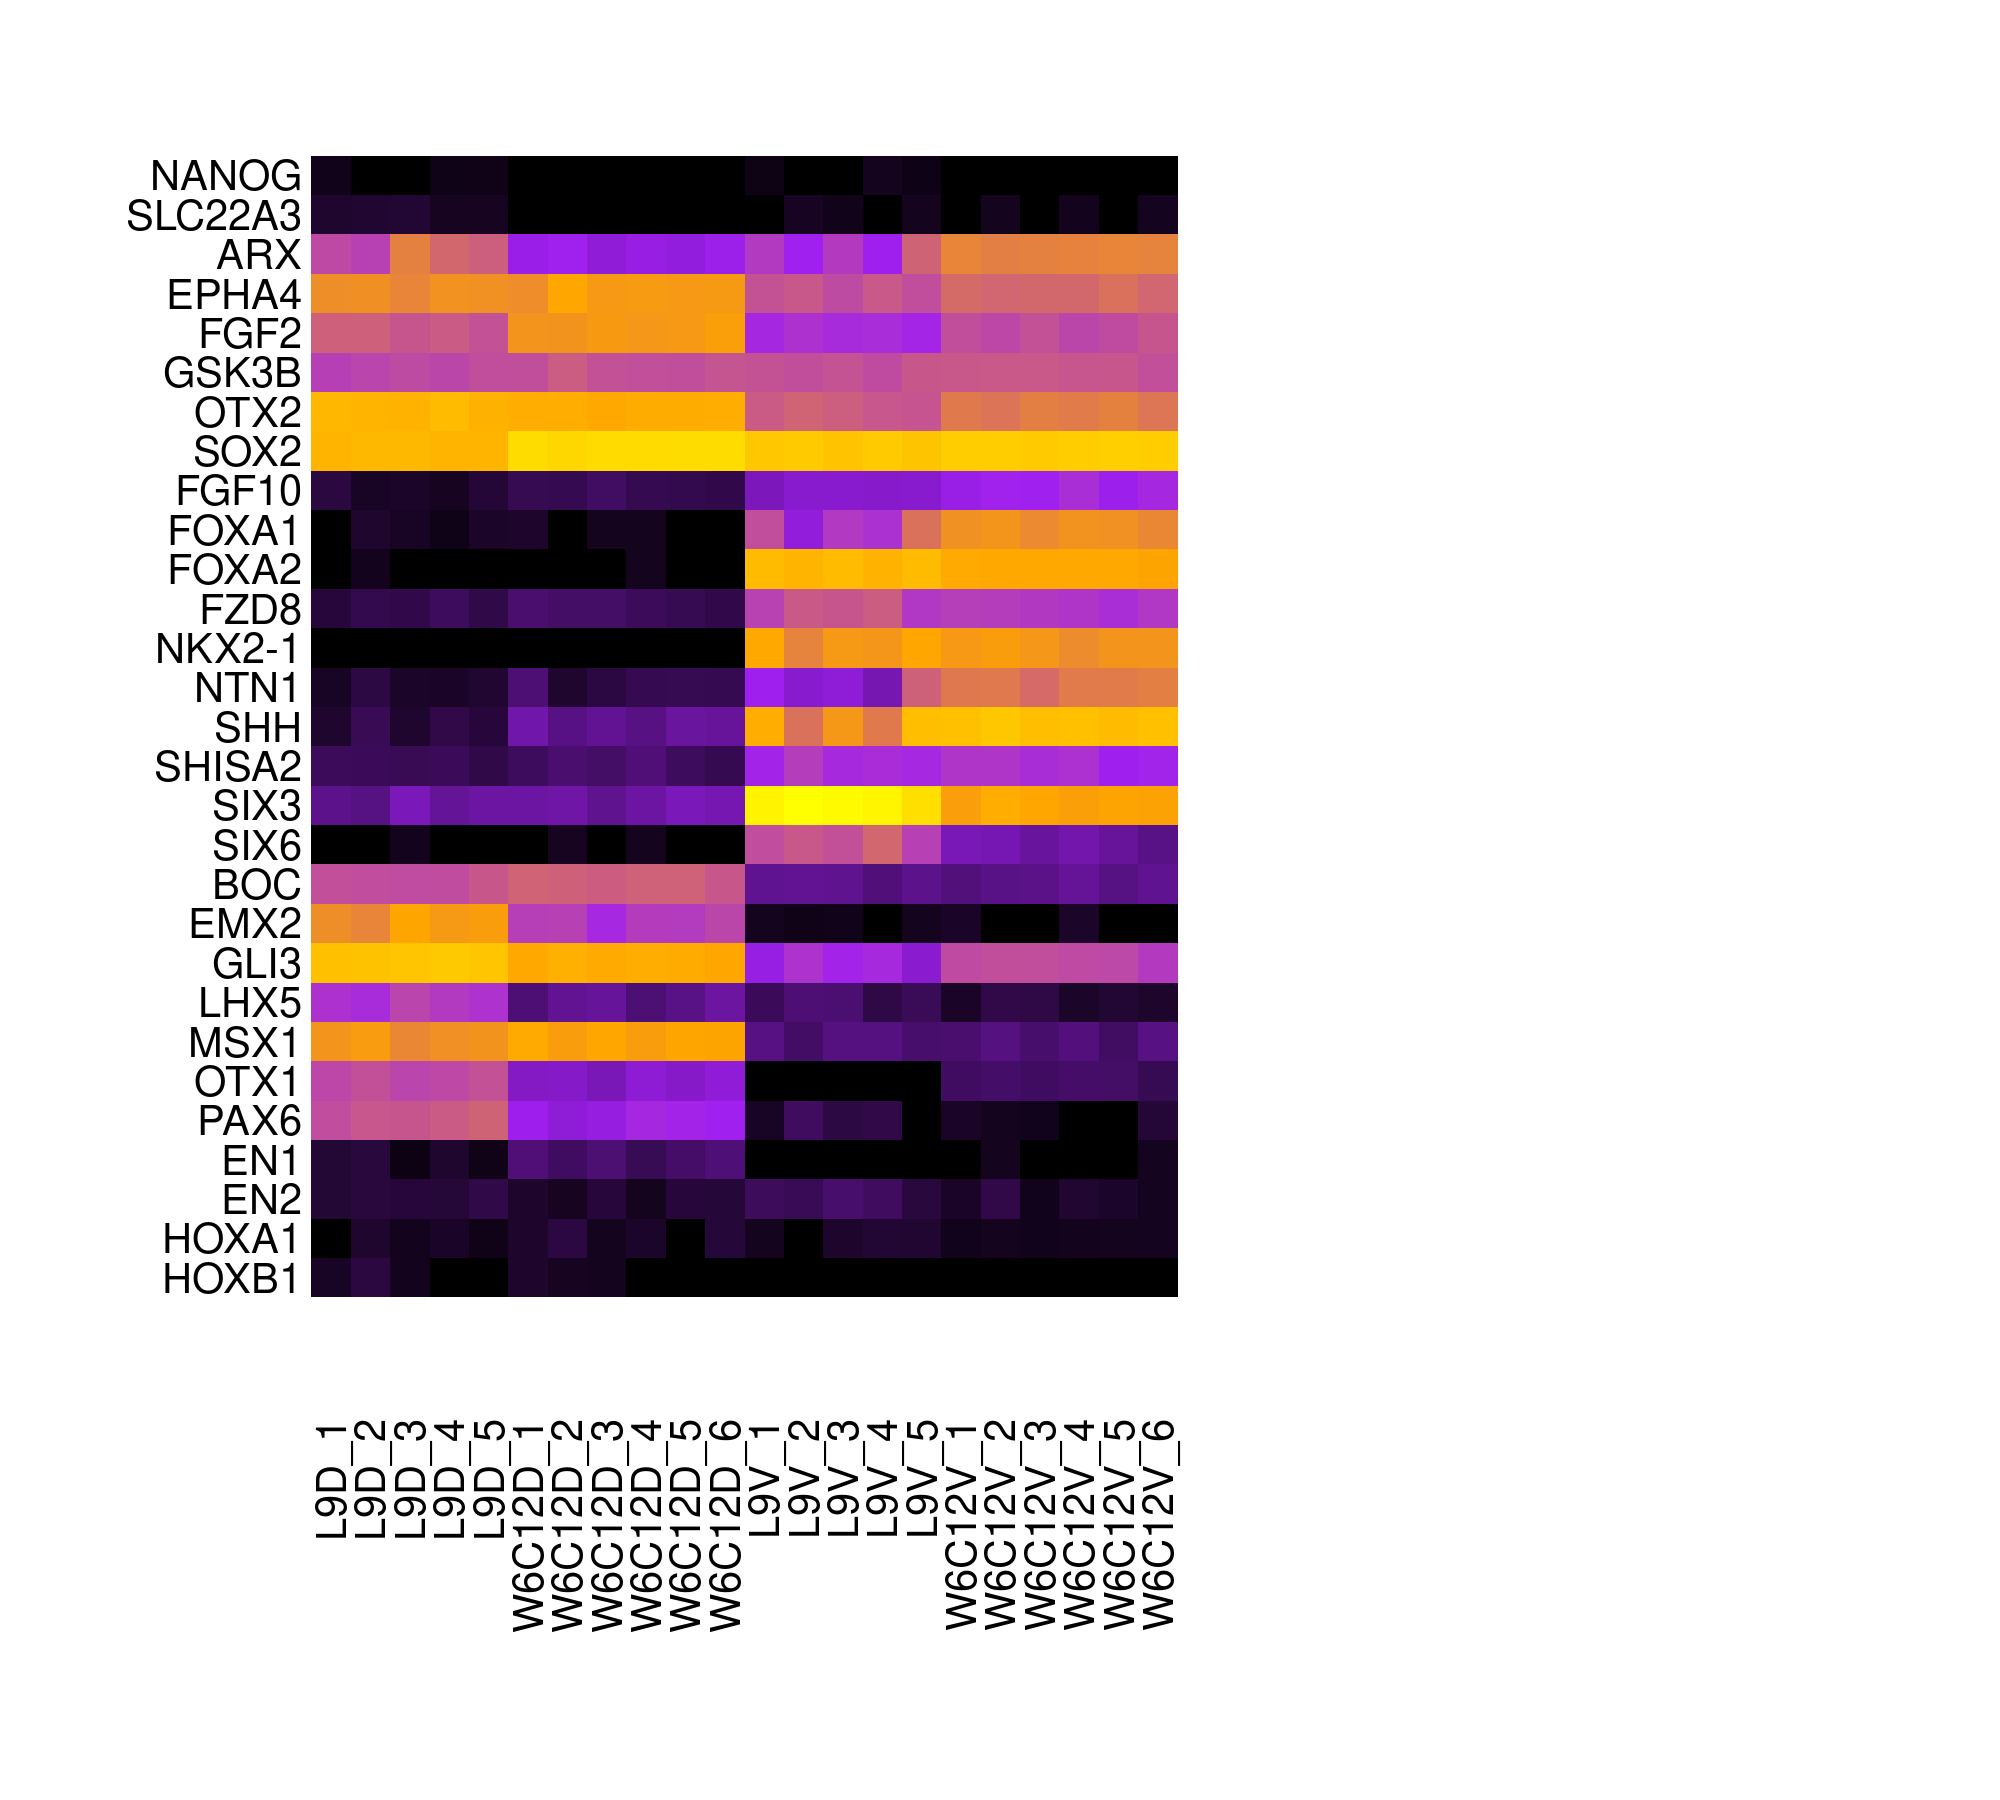 NANOG
SLC22A3
ARX
EPHA4
FGF2
GSK3B
OTX2
SOX2
FGF10
FOXA1
FOXA2
FZD8
NKX2-1
NTN1
SHH
SHISA2
SIX3
SIX6
BOC
EMX2
GLI3
LHX5
MSX1
OTX1
PAX6
EN1
EN2
HOXA1
HOXB1
L9D_1
L9D_2
L9D_3
L9D_4
L9D_5
W6C12D_1
W6C12D_2
W6C12D_3
W6C12D_4
W6C12D_5
W6C12D_6
L9V_1
L9V_2
L9V_3
L9V_4
L9V_5
W6C12V_1
W6C12V_2
W6C12V_3
W6C12V_4
W6C12V_5
W6C12V_6